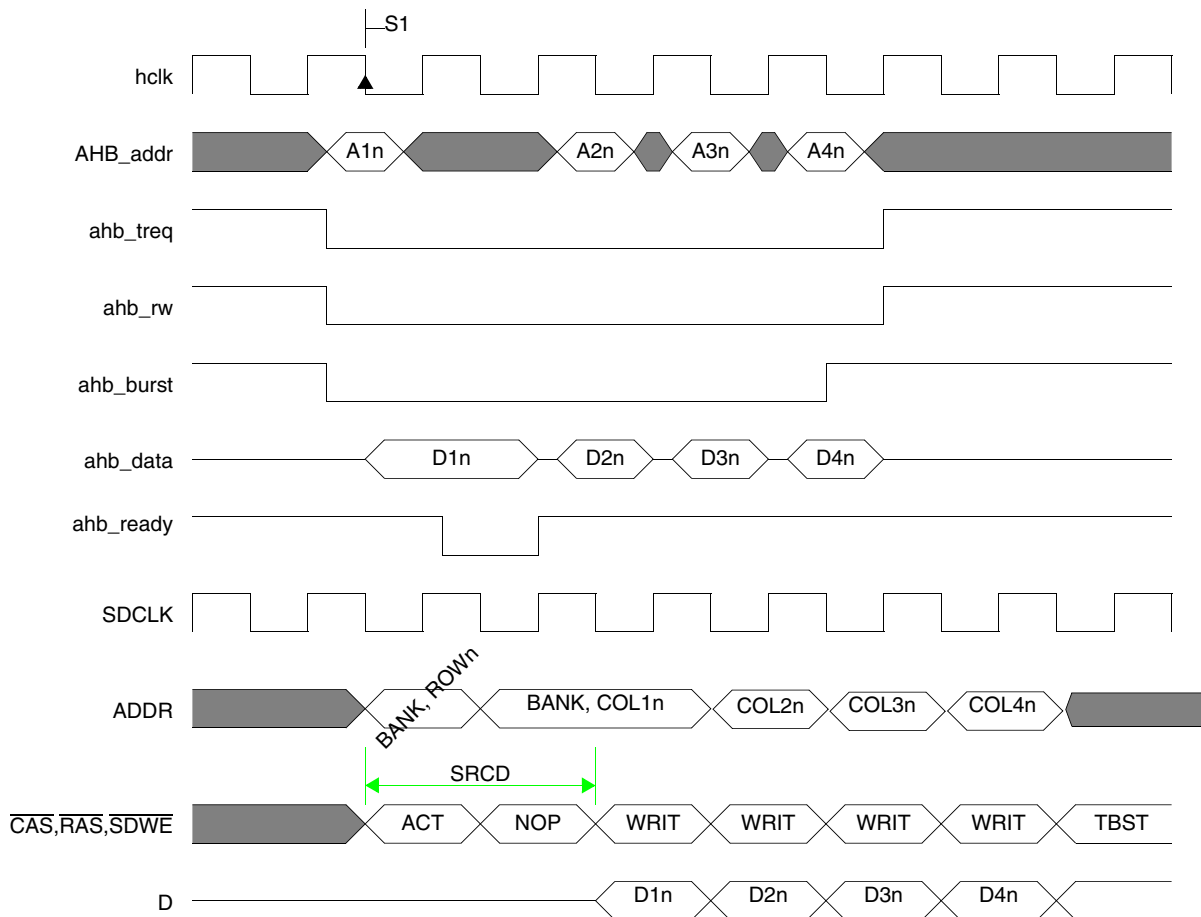 S1
hclk
AHB_addr A1n A2n A3n A4n
ahb_treq
ahb_rw
ahb_burst
ahb_data D1n D2n D3n D4n
ahb_ready
SDCLK
ADDR BANK, ROWn BANK, COL1n COL2n COL3n COL4n
SRCD
CAS,RAS,SDWE ACT NOP WRIT WRIT WRIT WRIT TBST
D D1n D2n D3n D4n